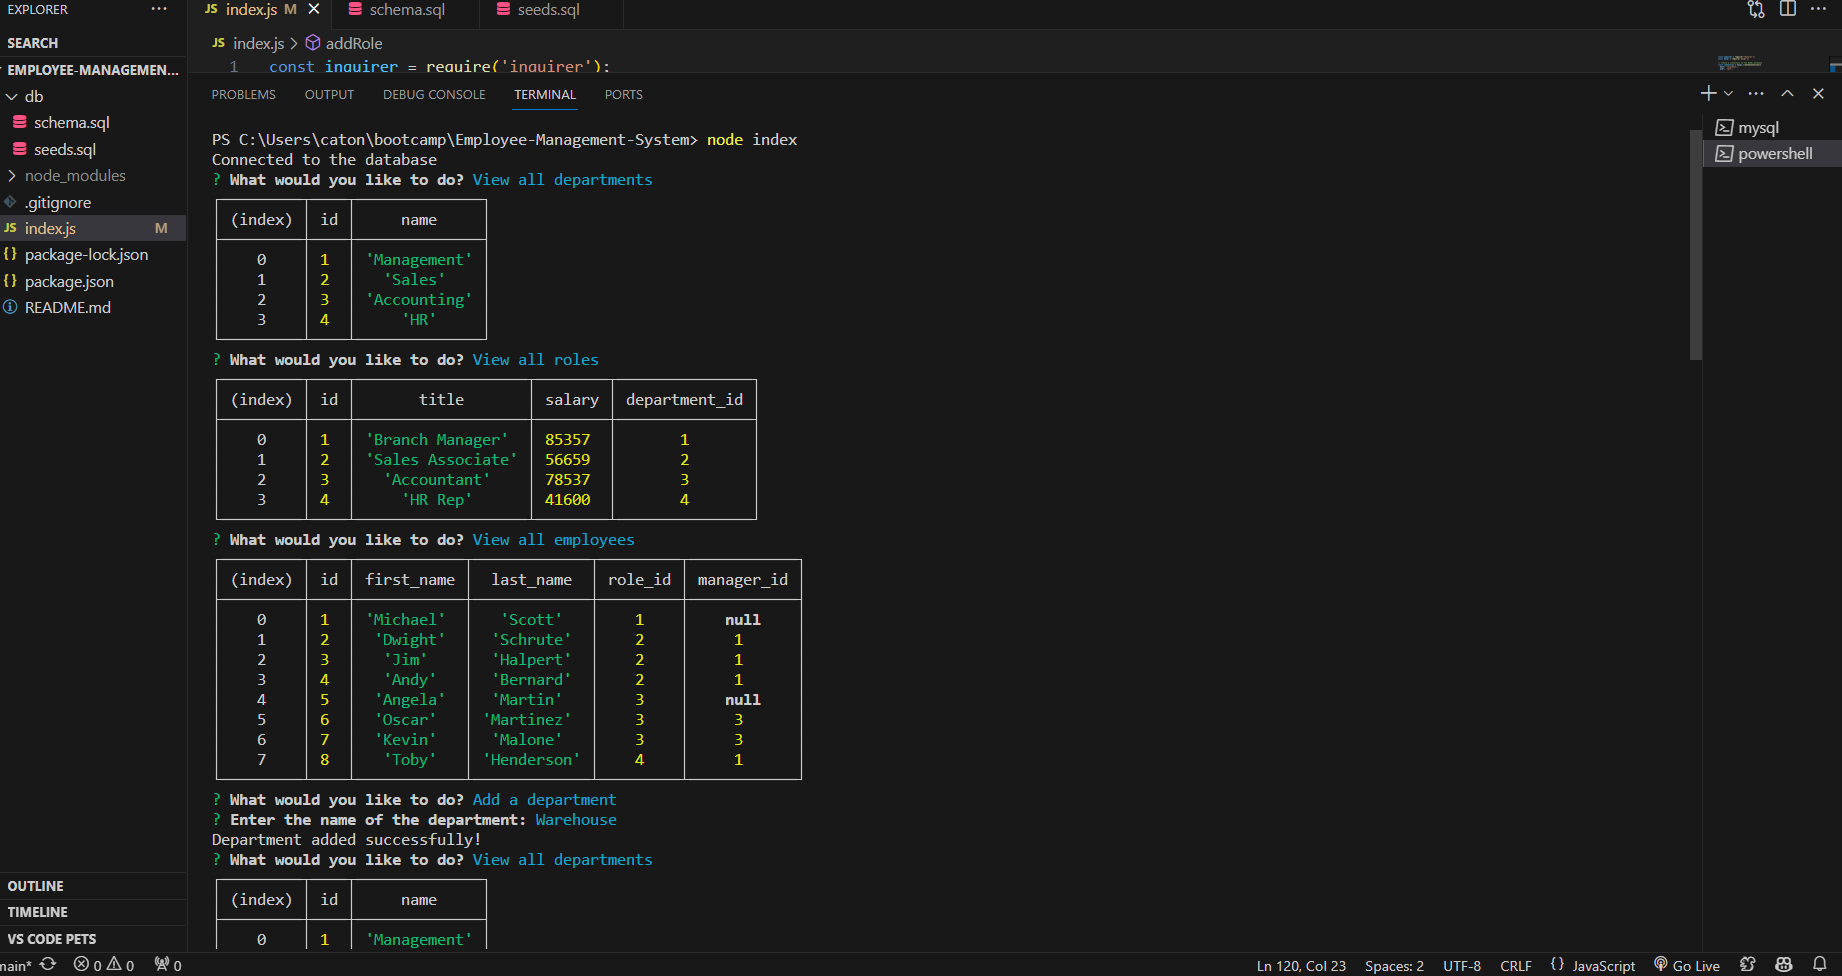 EXPLORER
SEARCH
EMPLOYEE-MANAGEMEN...
db
schema.sql
seeds.sql
node_modules
.gitignore
JS index.js M
{} package-lock.json
{} package.json
README.md
OUTLINE
TIMELINE
VS CODE PETS
JS index.js M
schema.sql
seeds.sql
JS index.js > addRole
1 const inquirer = require('inquirer');
PROBLEMS OUTPUT DEBUG CONSOLE TERMINAL PORTS
PS C:\Users\caton\bootcamp\Employee-Management-System> node index
Connected to the database
? What would you like to do? View all departments
(index) id name
0 1 'Management'
1 2 'Sales'
2 3 'Accounting'
3 4 'HR'
? What would you like to do? View all roles
(index) id title salary department_id
0 1 'Branch Manager' 85357 1
1 2 'Sales Associate' 56659 2
2 3 'Accountant' 78537 3
3 4 'HR Rep' 41600 4
? What would you like to do? View all employees
(index) id first_name last_name role_id manager_id
0 1 'Michael' 'Scott' 1 null
1 2 'Dwight' 'Schrute' 2 1
2 3 'Jim' 'Halpert' 2 1
3 4 'Andy' 'Bernard' 2 1
4 5 'Angela' 'Martin' 3 null
5 6 'Oscar' 'Martinez' 3 3
6 7 'Kevin' 'Malone' 3 3
7 8 'Toby' 'Henderson' 4 1
? What would you like to do? Add a department
? Enter the name of the department: Warehouse
Department added successfully!
? What would you like to do? View all departments
(index) id name
0 1 'Management'
mysql
powershell
main* 0 0 0
Ln 120, Col 23 Spaces: 2 UTF-8 CRLF {} JavaScript Go Live